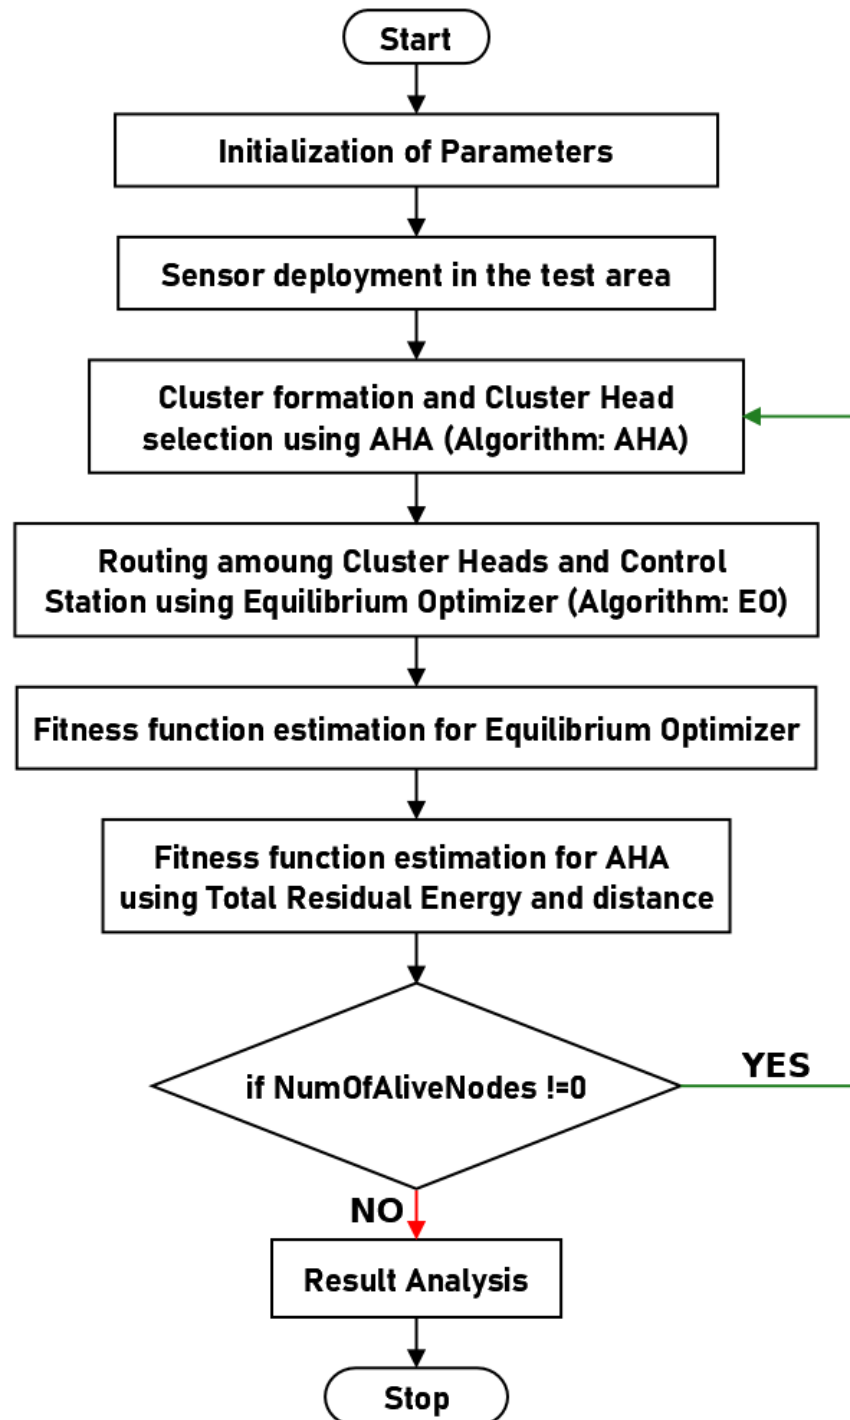 Start
Initialization of Parameters
Sensor deployment in the test area
Cluster formation and Cluster Head
selection using AHA (Algorithm: AHA)
Routing amoung Cluster Heads and Control
Station using Equilibrium Optimizer (Algorithm: EO)
Fitness function estimation for Equilibrium Optimizer
Fitness function estimation for AHA
using Total Residual Energy and distance
if NumOfAliveNodes !=0
YES
NO
Result Analysis
Stop